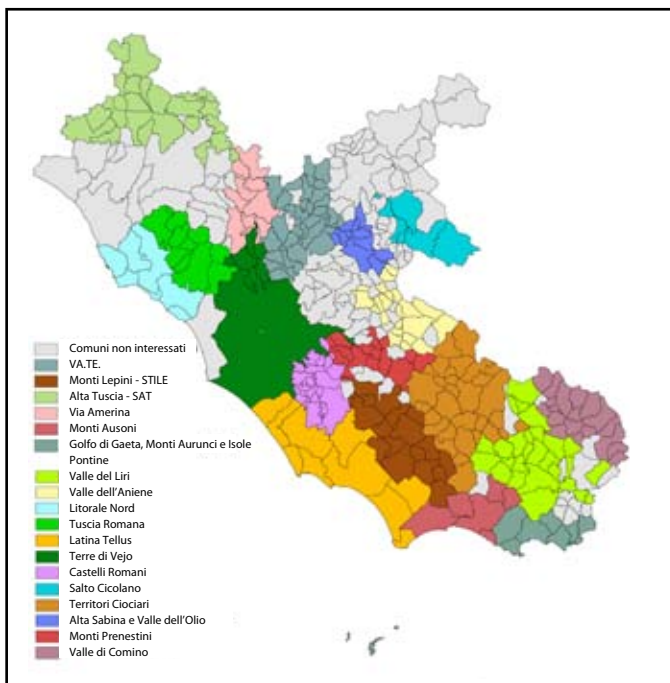 Comuni non interessati
VA.TE.
Monti Lepini - STILE
Alta Tuscia - SAT
Via Amerina
Monti Ausoni
Golfo di Gaeta, Monti Aurunci e Isole
Pontine
Valle del Liri
Valle dell'Aniene
Litorale Nord
Tuscia Romana
Latina Tellus
Terre di Vejo
Castelli Romani
Salto Cicolano
Territori Ciociari
Alta Sabina e Valle dell'Olio
Monti Prenestini
Valle di Comino